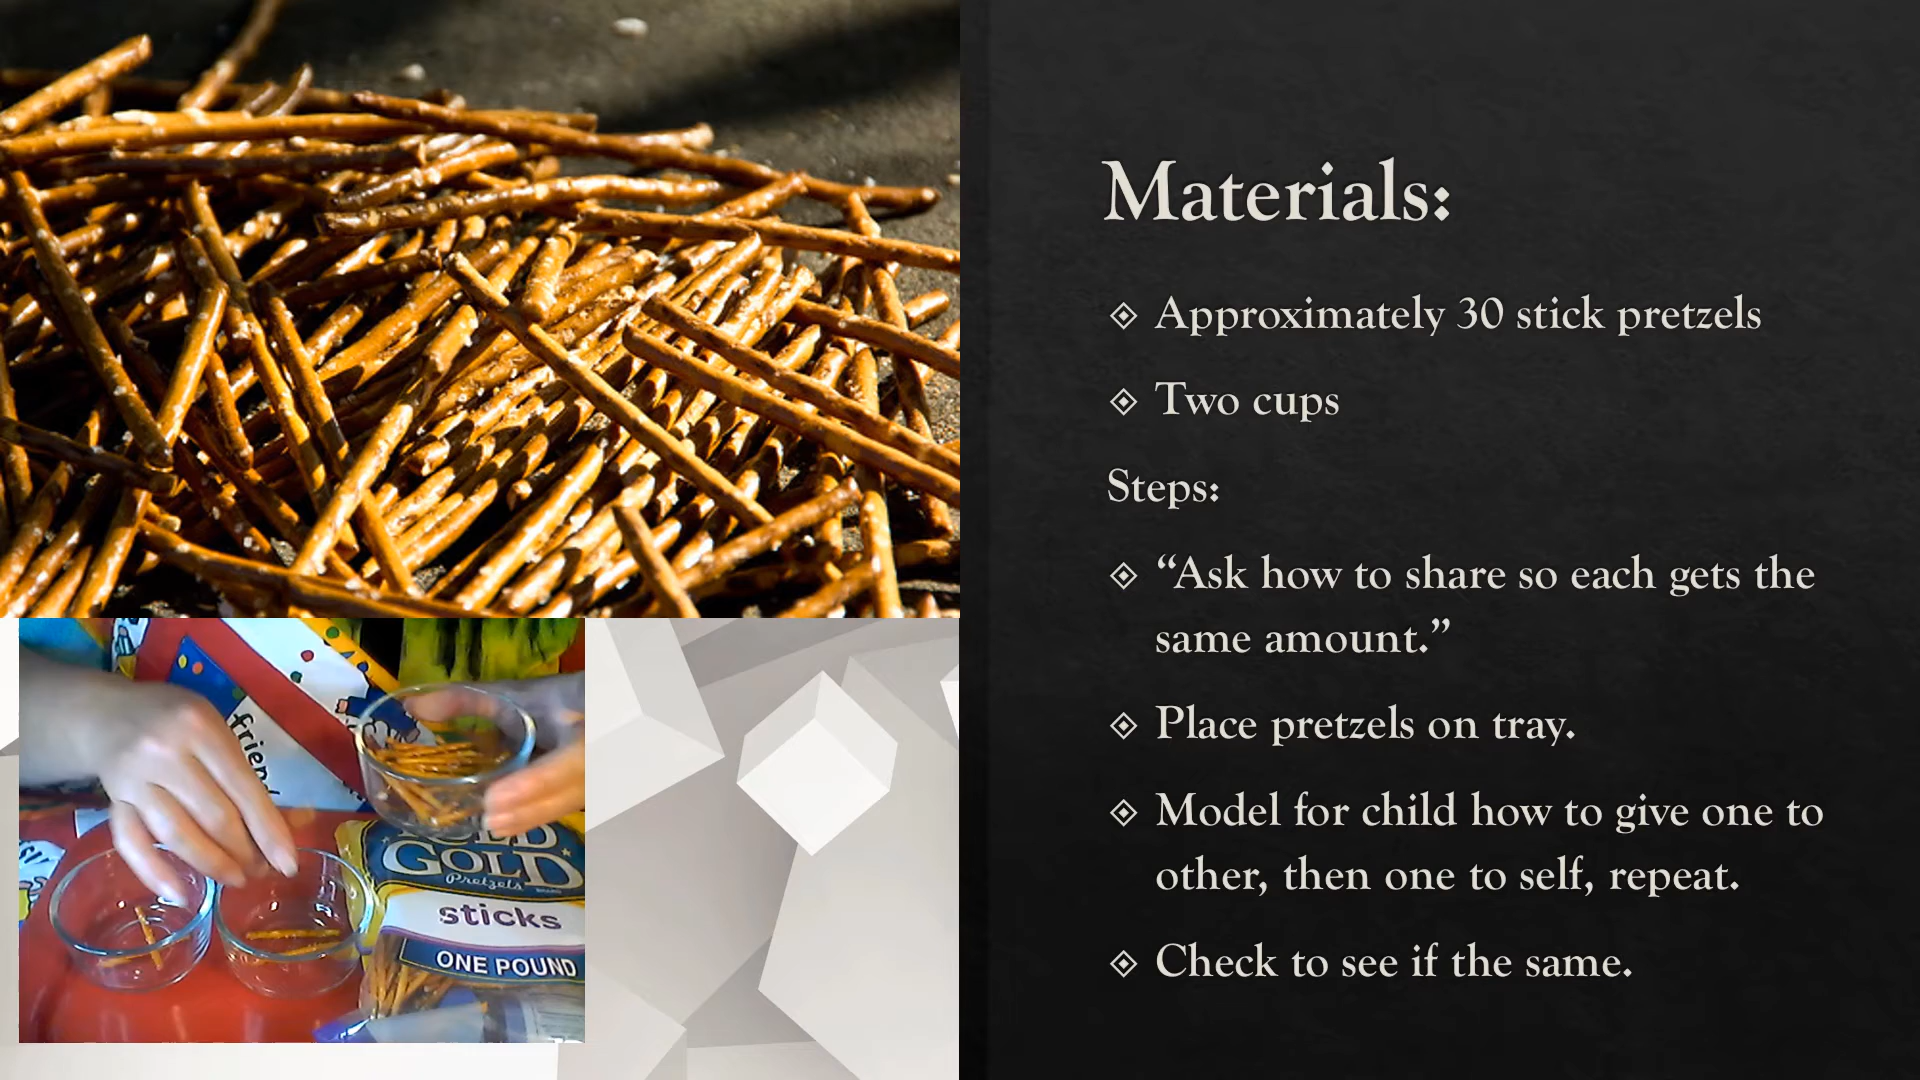 Materials:
Approximately 30 stick pretzels
Two cups
Steps:
“Ask how to share so each gets the
same amount.”
Place pretzels on tray.
Model for child how to give one to
other, then one to self, repeat.
Check to see if the same.
friend
GOLD
Pretzels
sticks
ONE POUND